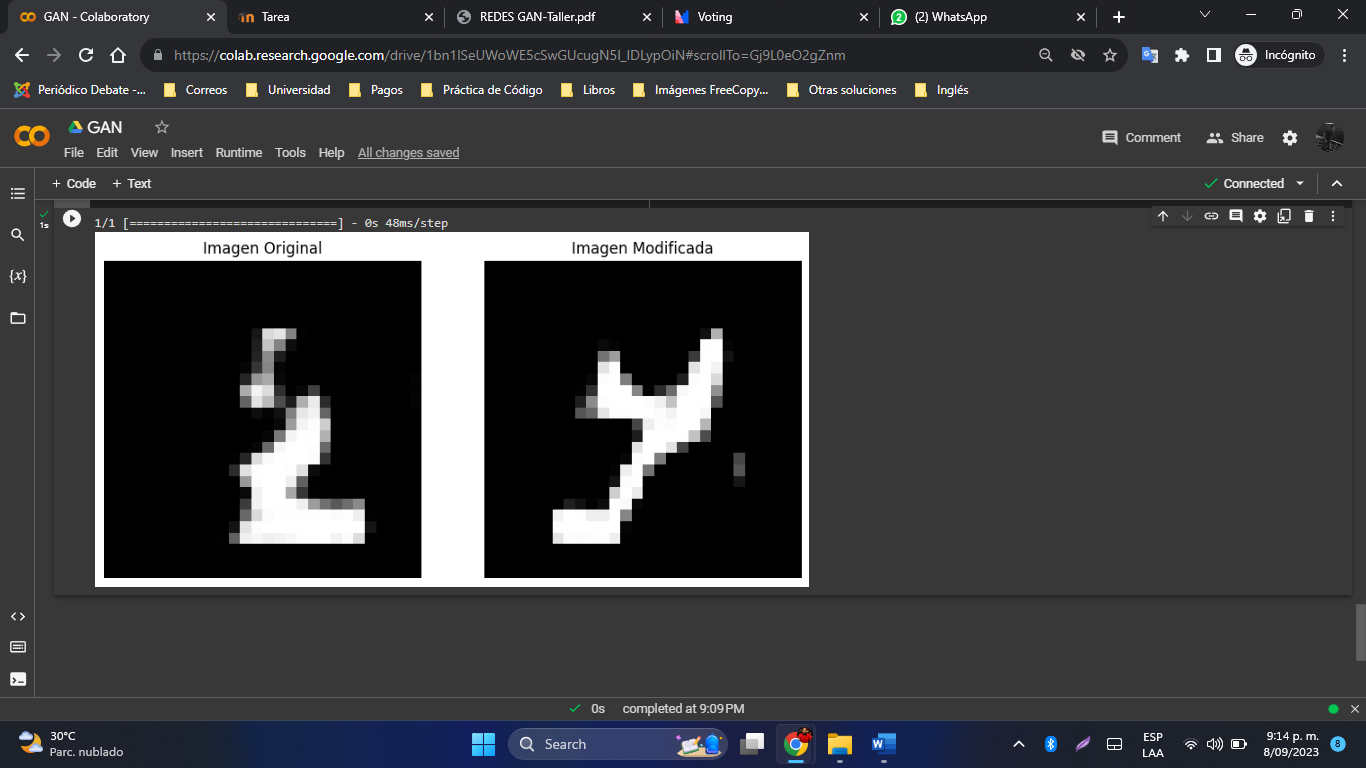 GAN - Colaboratory
Tarea
REDES GAN-Taller.pdf
Voting
(2) WhatsApp
https://colab.research.google.com/drive/1bn1ISeUWoWE5cSwGUcugN5I_IDLypOiN#scrollTo=Gj9L0eO2gZnm
Incógnito
Periódico Debate -...
Correos
Universidad
Pagos
Práctica de Código
Libros
Imágenes FreeCopy...
Otras soluciones
Inglés
GAN
Comment
Share
File Edit View Insert Runtime Tools Help All changes saved
+ Code + Text
Connected
1s
1/1 [==============================] - 0s 48ms/step
Imagen Original
Imagen Modificada
{x}
0s completed at 9:09 PM
30°C
Parc. nublado
Search
ESP
LAA
9:14 p. m.
8/09/2023
8